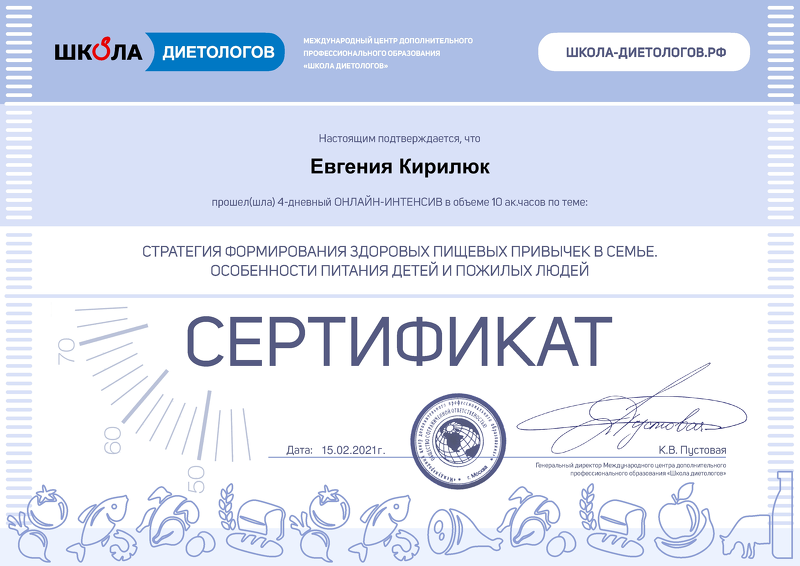 ШКОЛА ДИЕТОЛОГОВ
МЕЖДУНАРОДНЫЙ ЦЕНТР ДОПОЛНИТЕЛЬНОГО
ПРОФЕССИОНАЛЬНОГО ОБРАЗОВАНИЯ
«ШКОЛА ДИЕТОЛОГОВ»
ШКОЛА-ДИЕТОЛОГОВ.РФ
Настоящим подтверждается, что
Евгения Кирилюк
прошел(шла) 4-дневный ОНЛАЙН-ИНТЕНСИВ в объеме 10 ак.часов по теме:
СТРАТЕГИЯ ФОРМИРОВАНИЯ ЗДОРОВЫХ ПИЩЕВЫХ ПРИВЫЧЕК В СЕМЬЕ.
ОСОБЕННОСТИ ПИТАНИЯ ДЕТЕЙ И ПОЖИЛЫХ ЛЮДЕЙ
СЕРТИФИКАТ
70
60
50
Дата: 15.02.2021г.
г. Москва
К.В. Пустовая
Генеральный директор Международного центра дополнительного
профессионального образования «Школа диетологов»